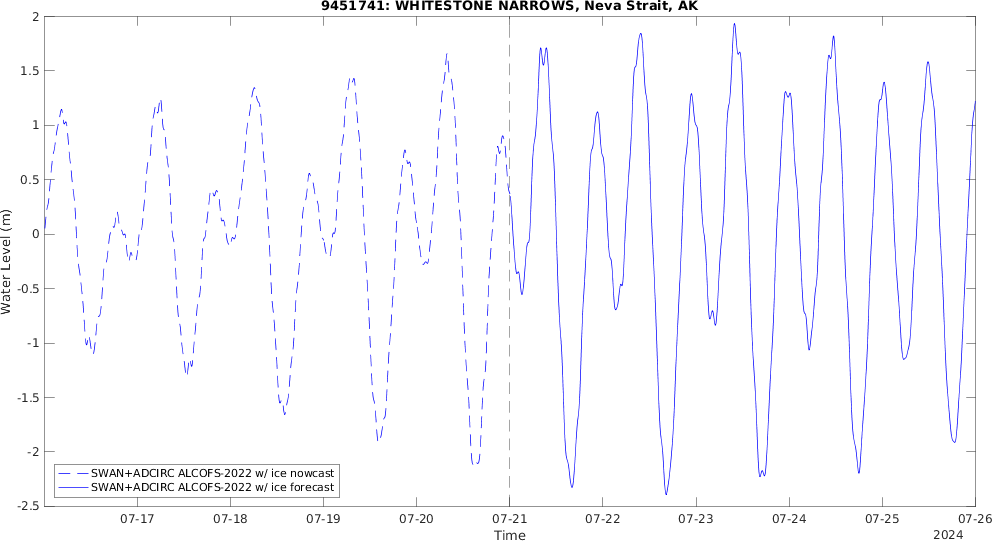 9451741: WHITESTONE NARROWS, Neva Strait, AK
2
1.5
1
0.5
0
-0.5
-1
-1.5
-2
-2.5
Water Level (m)
SWAN+ADCIRC ALCOFS-2022 w/ ice nowcast
SWAN+ADCIRC ALCOFS-2022 w/ ice forecast
07-17 07-18 07-19 07-20 07-21 07-22 07-23 07-24 07-25 07-26
Time
2024